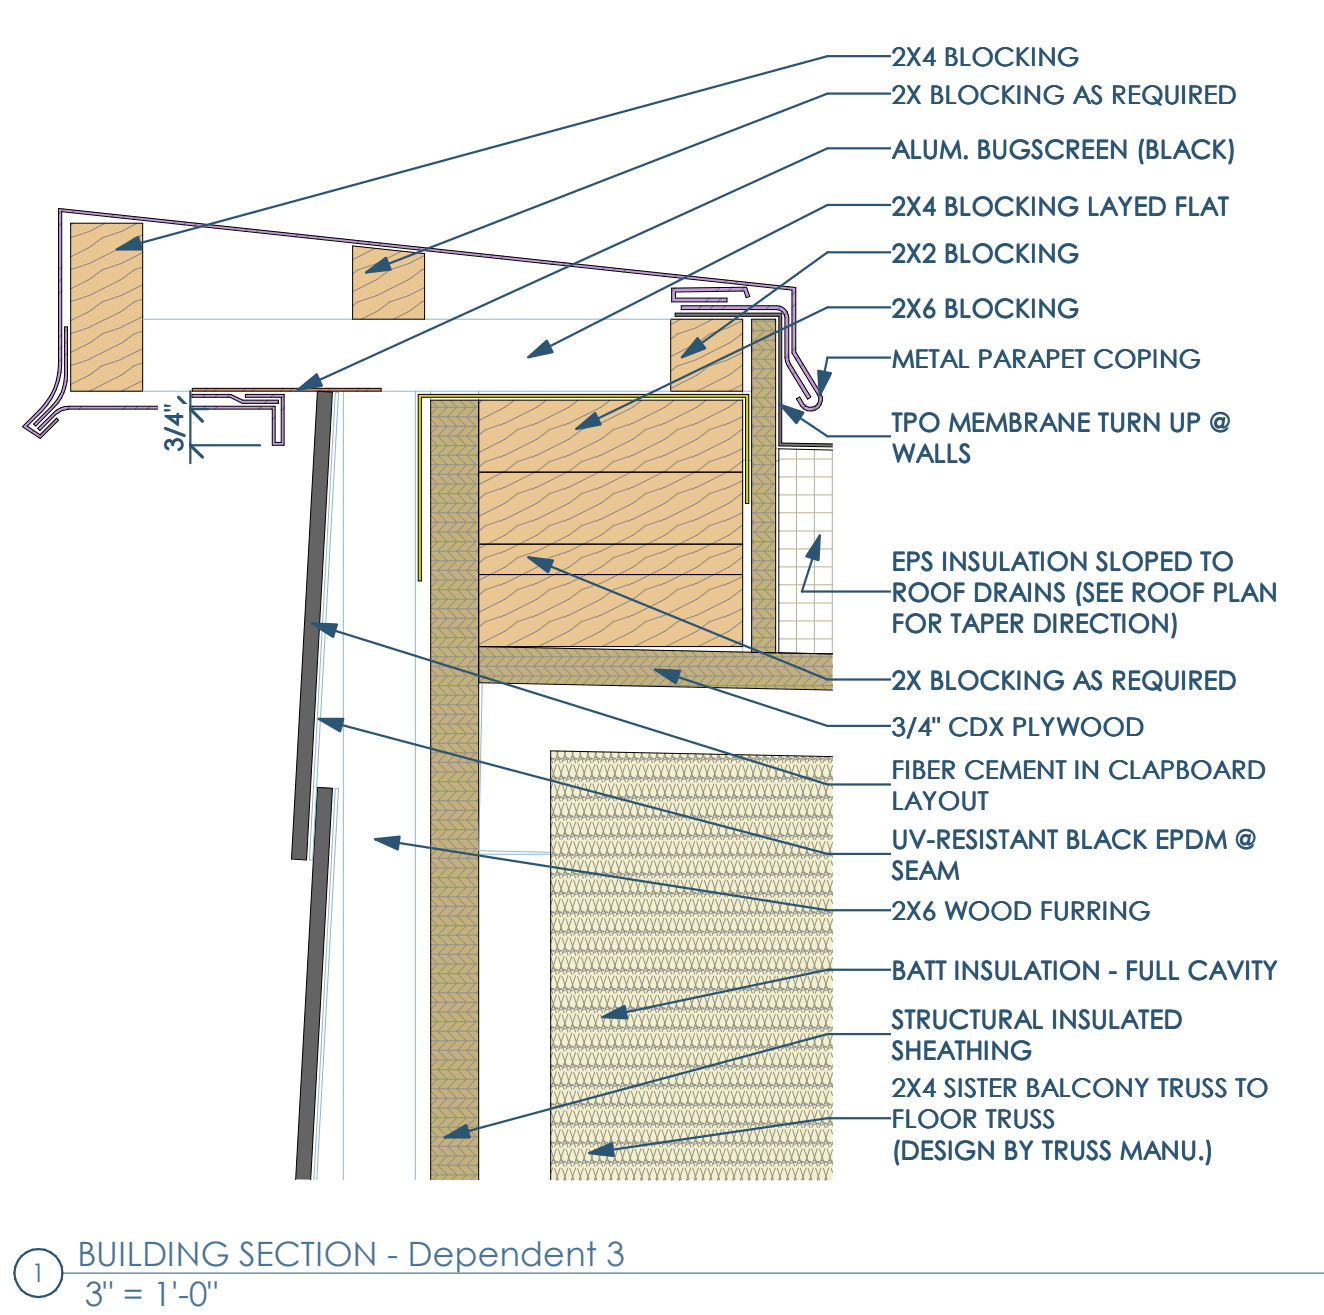 2X4 BLOCKING
2X BLOCKING AS REQUIRED
ALUM. BUGSCREEN (BLACK)
2X4 BLOCKING LAYED FLAT
2X2 BLOCKING
2X6 BLOCKING
METAL PARAPET COPING
TPO MEMBRANE TURN UP @
WALLS
3/4"
EPS INSULATION SLOPED TO
ROOF DRAINS (SEE ROOF PLAN
FOR TAPER DIRECTION)
2X BLOCKING AS REQUIRED
3/4" CDX PLYWOOD
FIBER CEMENT IN CLAPBOARD
LAYOUT
UV-RESISTANT BLACK EPDM @
SEAM
2X6 WOOD FURRING
BATT INSULATION - FULL CAVITY
STRUCTURAL INSULATED
SHEATHING
2X4 SISTER BALCONY TRUSS TO
FLOOR TRUSS
(DESIGN BY TRUSS MANU.)
1
BUILDING SECTION - Dependent 3
3" = 1'-0"